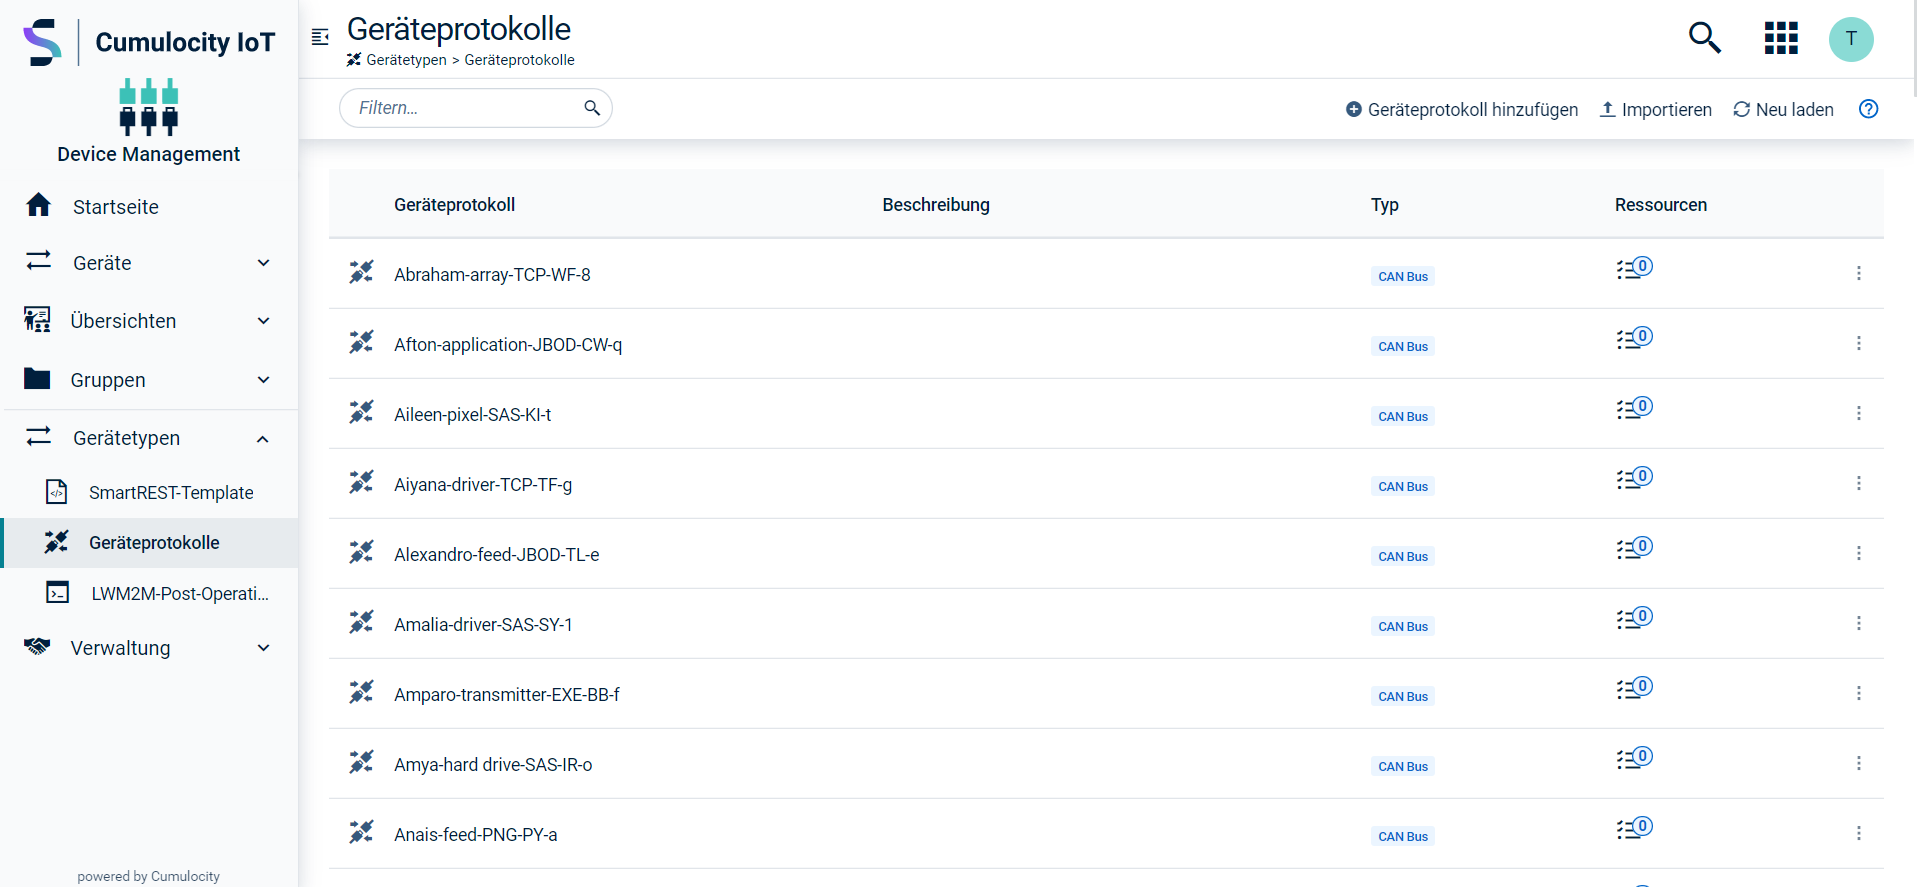 Cumulocity IoT
Device Management
Startseite
Geräte
Übersichten
Gruppen
Gerätetypen
SmartREST-Template
Geräteprotokolle
LWM2M-Post-Operati...
Verwaltung
powered by Cumulocity
Geräteprotokolle
Gerätetypen > Geräteprotokolle
T
Filtern...
Geräteprotokoll hinzufügen
Importieren
Neu laden
Geräteprotokoll Beschreibung Typ Ressourcen
Abraham-array-TCP-WF-8 CAN Bus 0
Afton-application-JBOD-CW-q CAN Bus 0
Aileen-pixel-SAS-KI-t CAN Bus 0
Aiyana-driver-TCP-TF-g CAN Bus 0
Alexandro-feed-JBOD-TL-e CAN Bus 0
Amalia-driver-SAS-SY-1 CAN Bus 0
Amparo-transmitter-EXE-BB-f CAN Bus 0
Amya-hard drive-SAS-IR-o CAN Bus 0
Anais-feed-PNG-PY-a CAN Bus 0